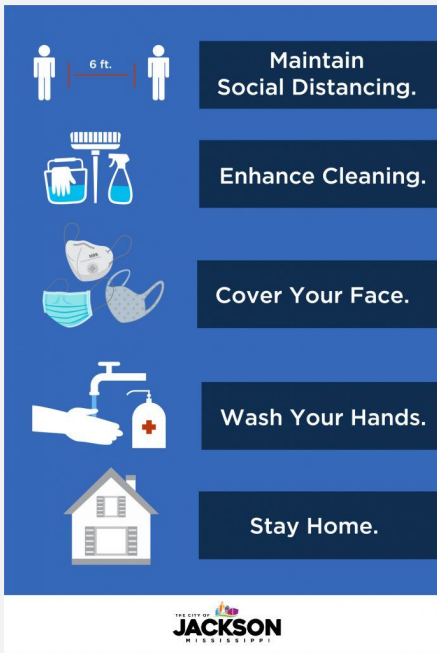 6 ft.
Maintain
Social Distancing.
Enhance Cleaning.
Cover Your Face.
Wash Your Hands.
Stay Home.
THE CITY OF
JACKSON
MISSISSIPPI